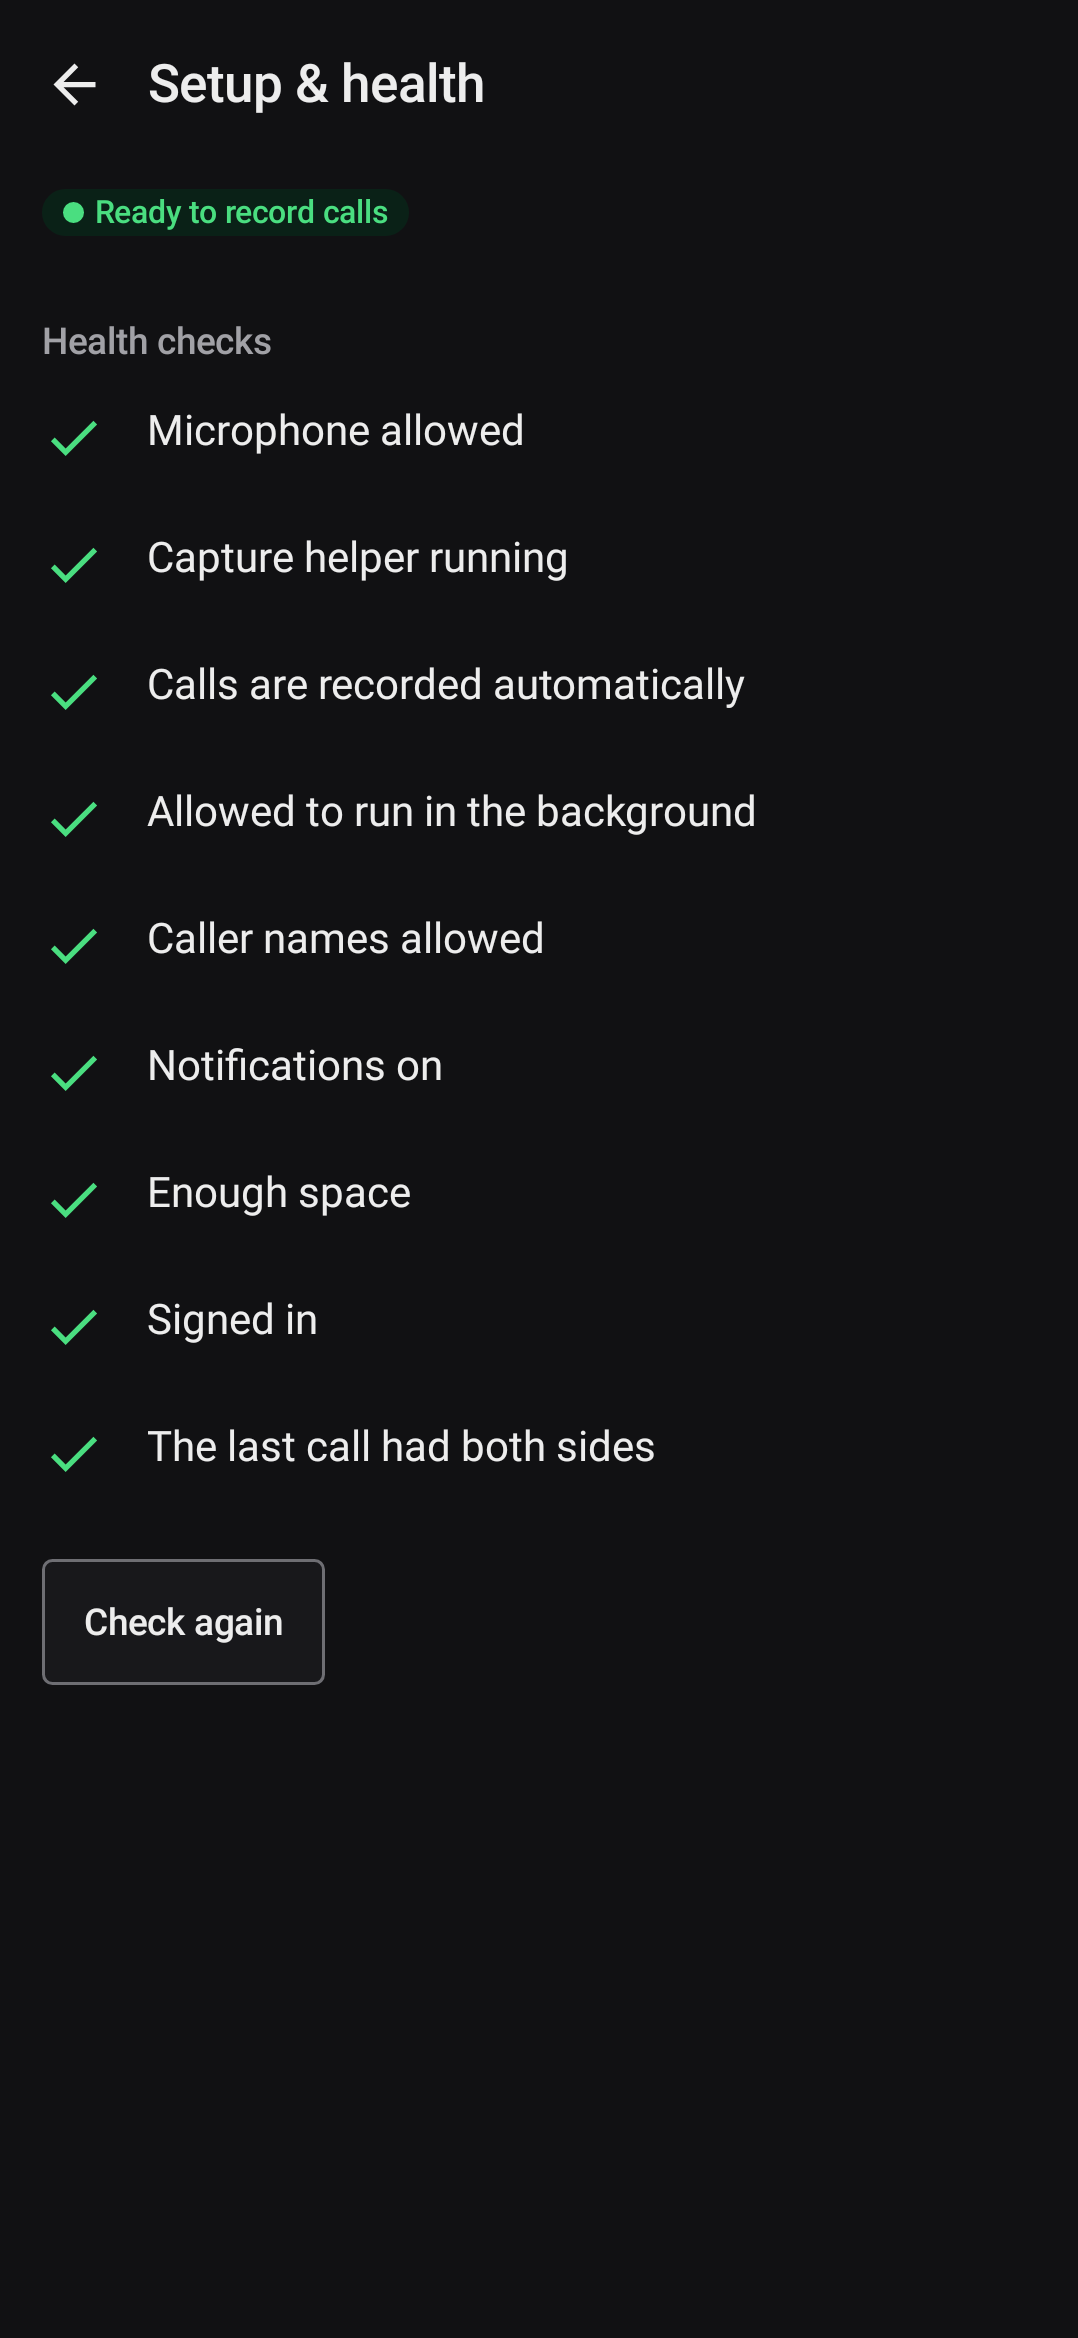 Setup & health
Ready to record calls
Health checks
Microphone allowed
Capture helper running
Calls are recorded automatically
Allowed to run in the background
Caller names allowed
Notifications on
Enough space
Signed in
The last call had both sides
Check again